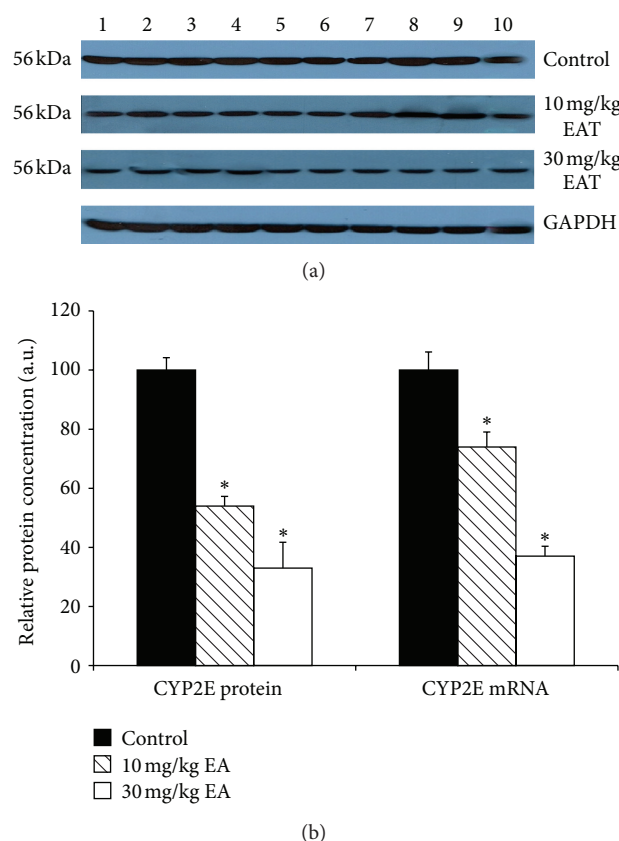 1 2 3 4 5 6 7 8 9 10
56 kDa Control
56 kDa 10 mg/kg
EAT
56 kDa 30 mg/kg
EAT
GAPDH
(a)
Relative protein concentration (a.u.)
120
100
80
60
40
20
0
* * * *
CYP2E protein CYP2E mRNA
Control
10 mg/kg EA
30 mg/kg EA
(b)